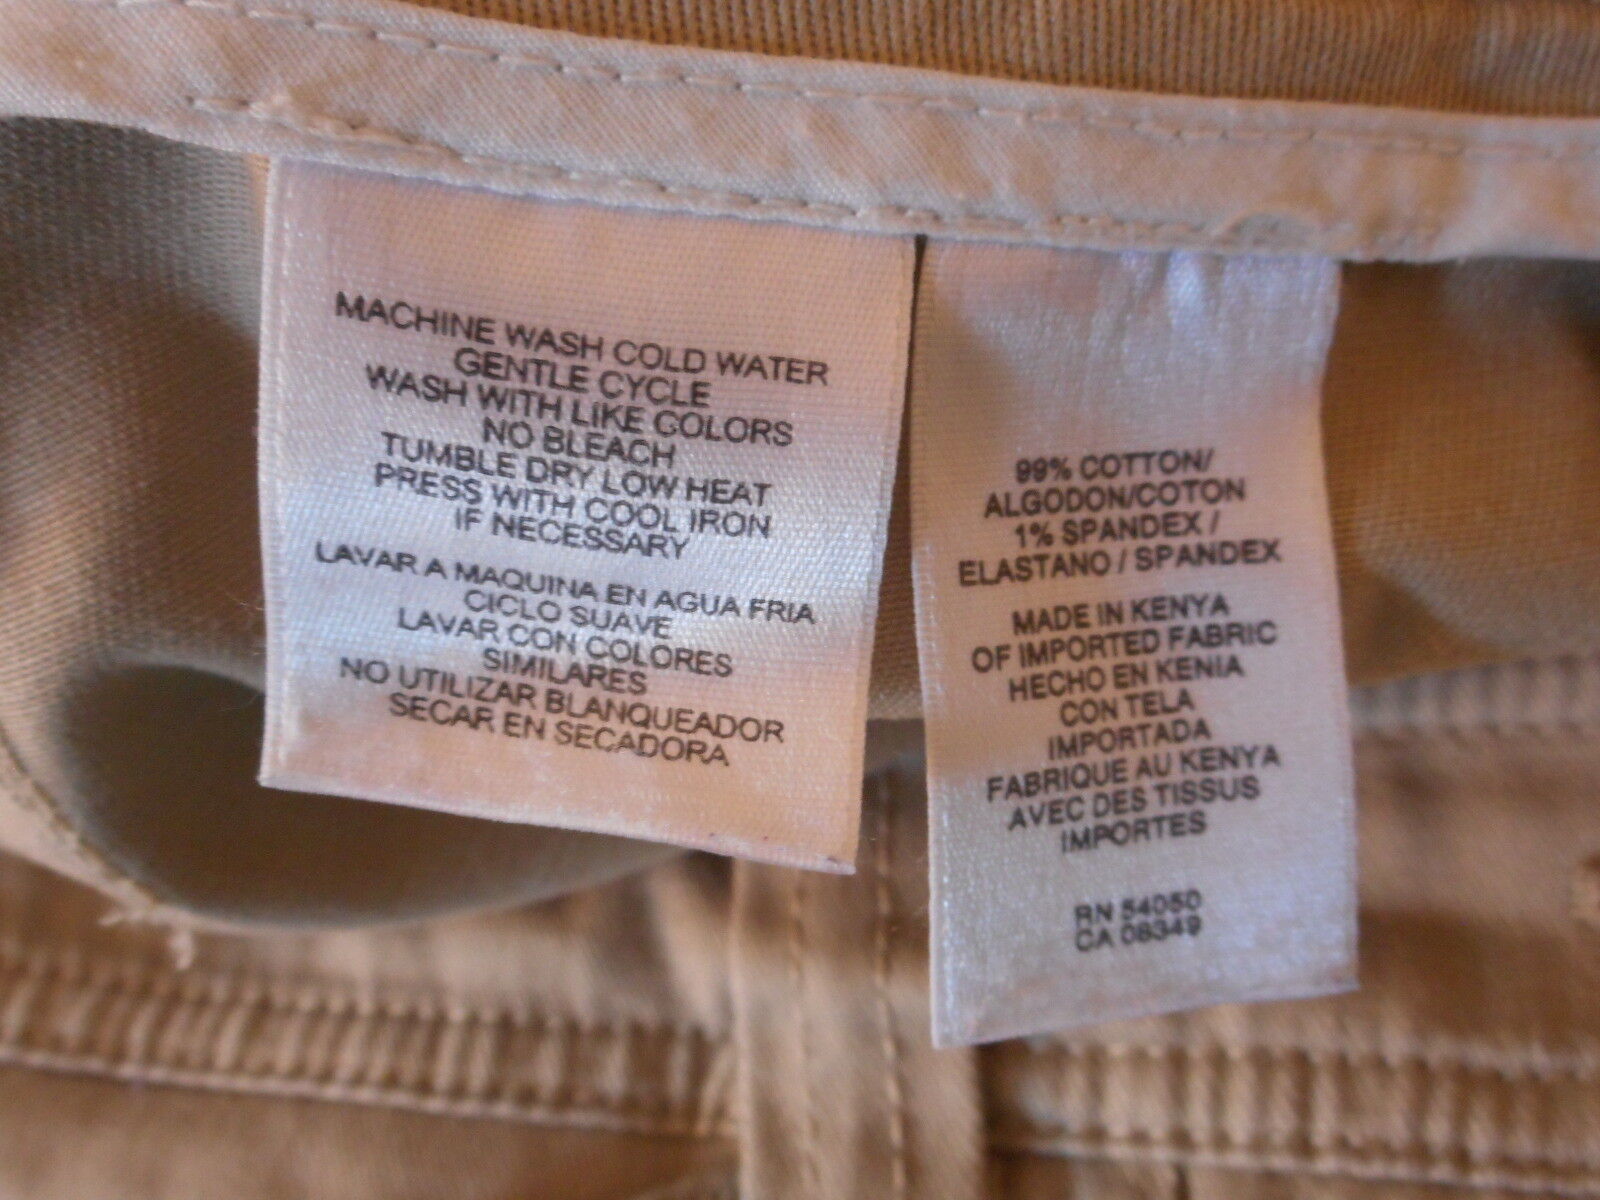 MACHINE WASH COLD WATER
GENTLE CYCLE
WASH WITH LIKE COLORS
NO BLEACH
TUMBLE DRY LOW HEAT
PRESS WITH COOL IRON
IF NECESSARY
LAVAR A MAQUINA EN AGUA FRIA
CICLO SUAVE
LAVAR CON COLORES
SIMILARES
NO UTILIZAR BLANQUEADOR
SECAR EN SECADORA
99% COTTON/
ALGODON/COTON
1% SPANDEX /
ELASTANO / SPANDEX
MADE IN KENYA
OF IMPORTED FABRIC
HECHO EN KENIA
CON TELA
IMPORTADA
FABRIQUE AU KENYA
AVEC DES TISSUS
IMPORTES
RN 54050
CA 08349